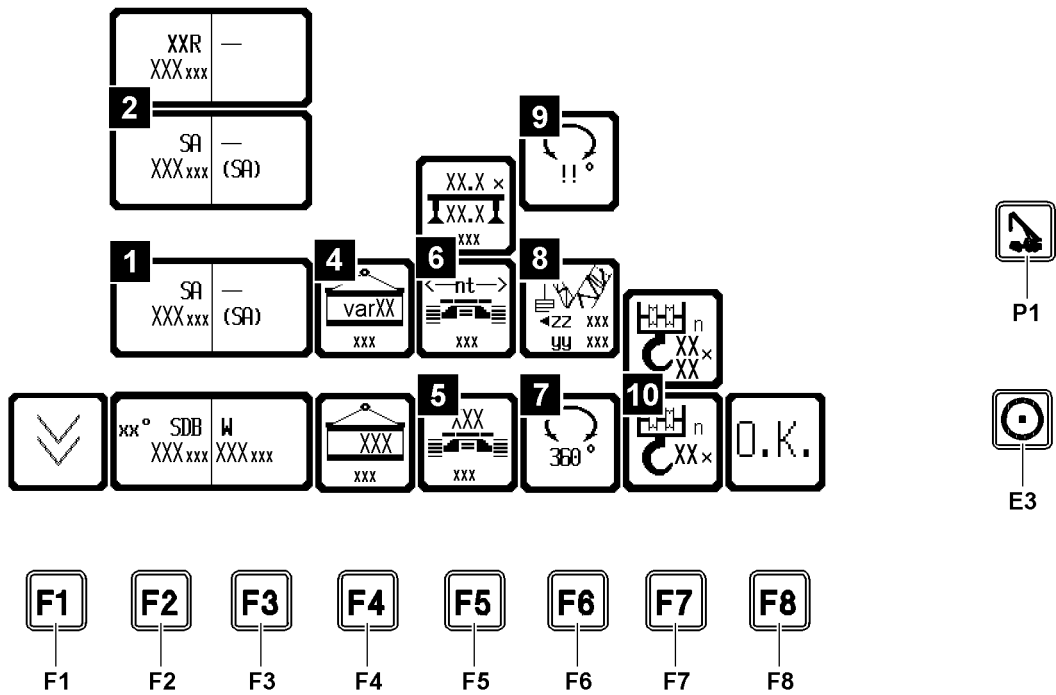 XXR —
XXX xxx
2
SA —
XXX xxx (SA)
9
!! °
XX.X ×
XX.X
xxx
1
SA —
XXX xxx (SA)
4
varXX
xxx
6
<—nt—>
xxx
8
◄zz xxx
yy xxx
n
XX ×
XX
P1
xx° SDB W
XXX xxx XXX xxx
XXX
xxx
5
^XX
xxx
7
360°
10
n
XX ×
O.K.
E3
F1 F2 F3 F4 F5 F6 F7 F8
F1 F2 F3 F4 F5 F6 F7 F8